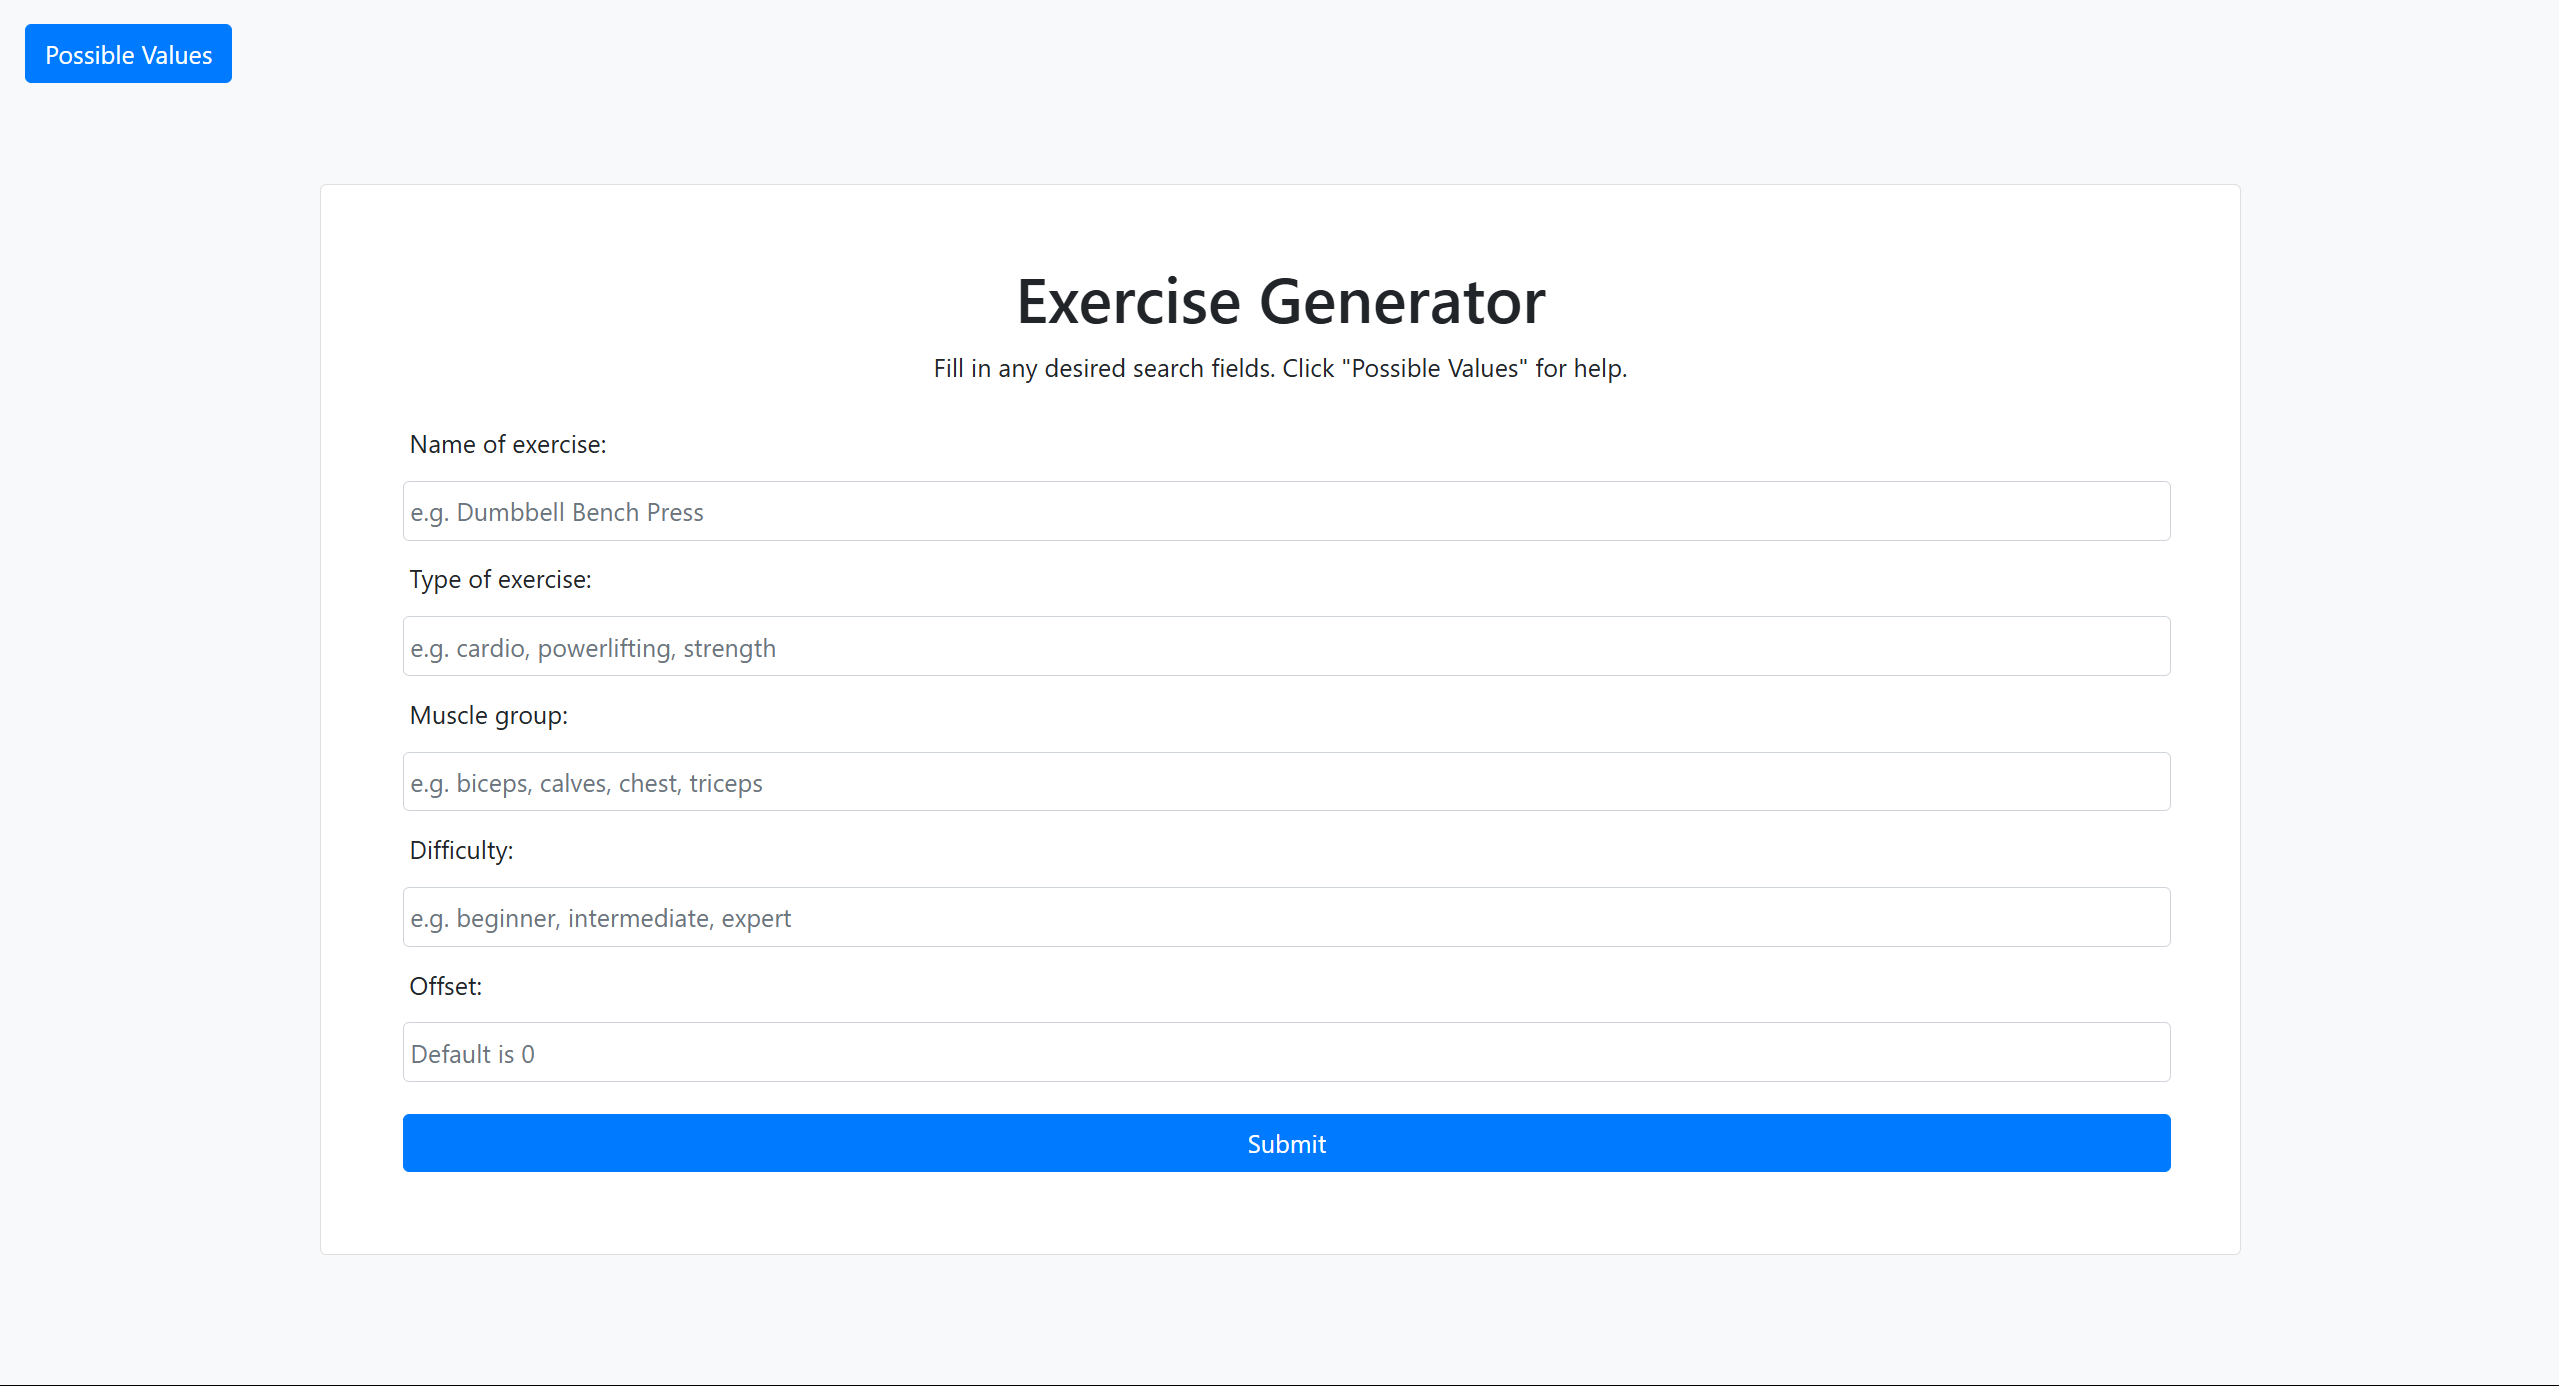 Possible Values
Exercise Generator
Fill in any desired search fields. Click "Possible Values" for help.
Name of exercise:
e.g. Dumbbell Bench Press
Type of exercise:
e.g. cardio, powerlifting, strength
Muscle group:
e.g. biceps, calves, chest, triceps
Difficulty:
e.g. beginner, intermediate, expert
Offset:
Default is 0
Submit